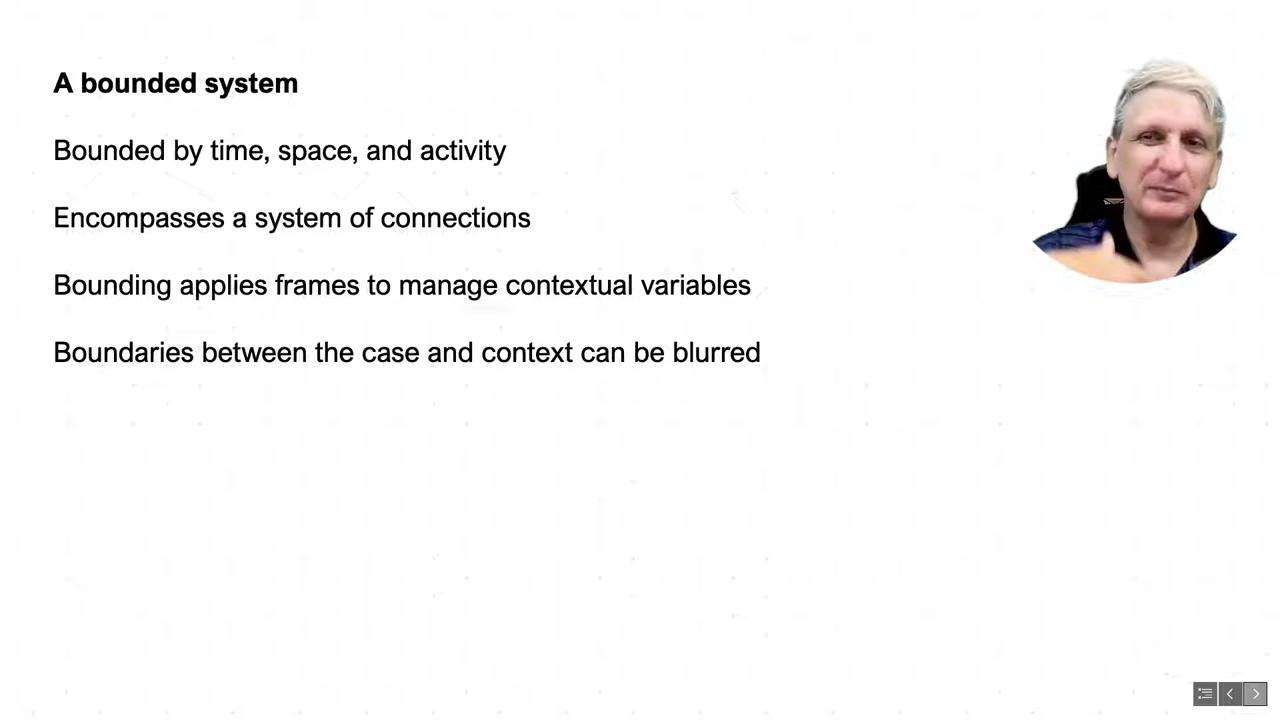 A bounded system
Bounded by time, space, and activity
Encompasses a system of connections
Bounding applies frames to manage contextual variables
Boundaries between the case and context can be blurred